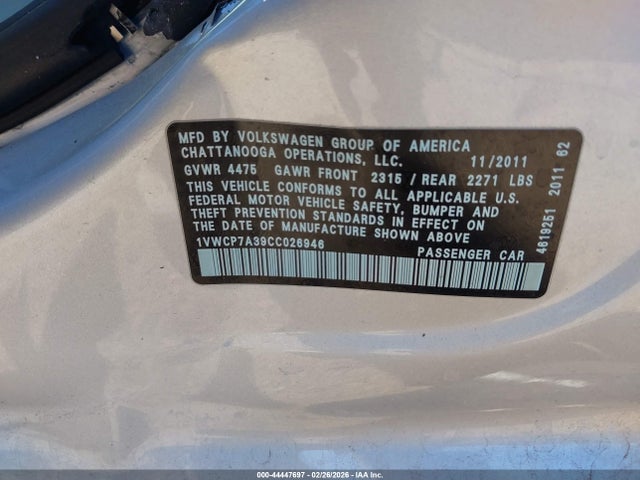 MFD BY VOLKSWAGEN GROUP OF AMERICA
CHATTANOOGA OPERATIONS, LLC. 11/2011
GVWR 4475 GAWR FRONT 2315 / REAR 2271 LBS
THIS VEHICLE CONFORMS TO ALL APPLICABLE U.S.
FEDERAL MOTOR VEHICLE SAFETY, BUMPER AND
THEFT PREVENTION STANDARDS IN EFFECT ON
THE DATE OF MANUFACTURE SHOWN ABOVE
1VWCP7A39CC026946 PASSENGER CAR
4619251 2011 62
000-44447697 - 02/26/2026 - IAA Inc.